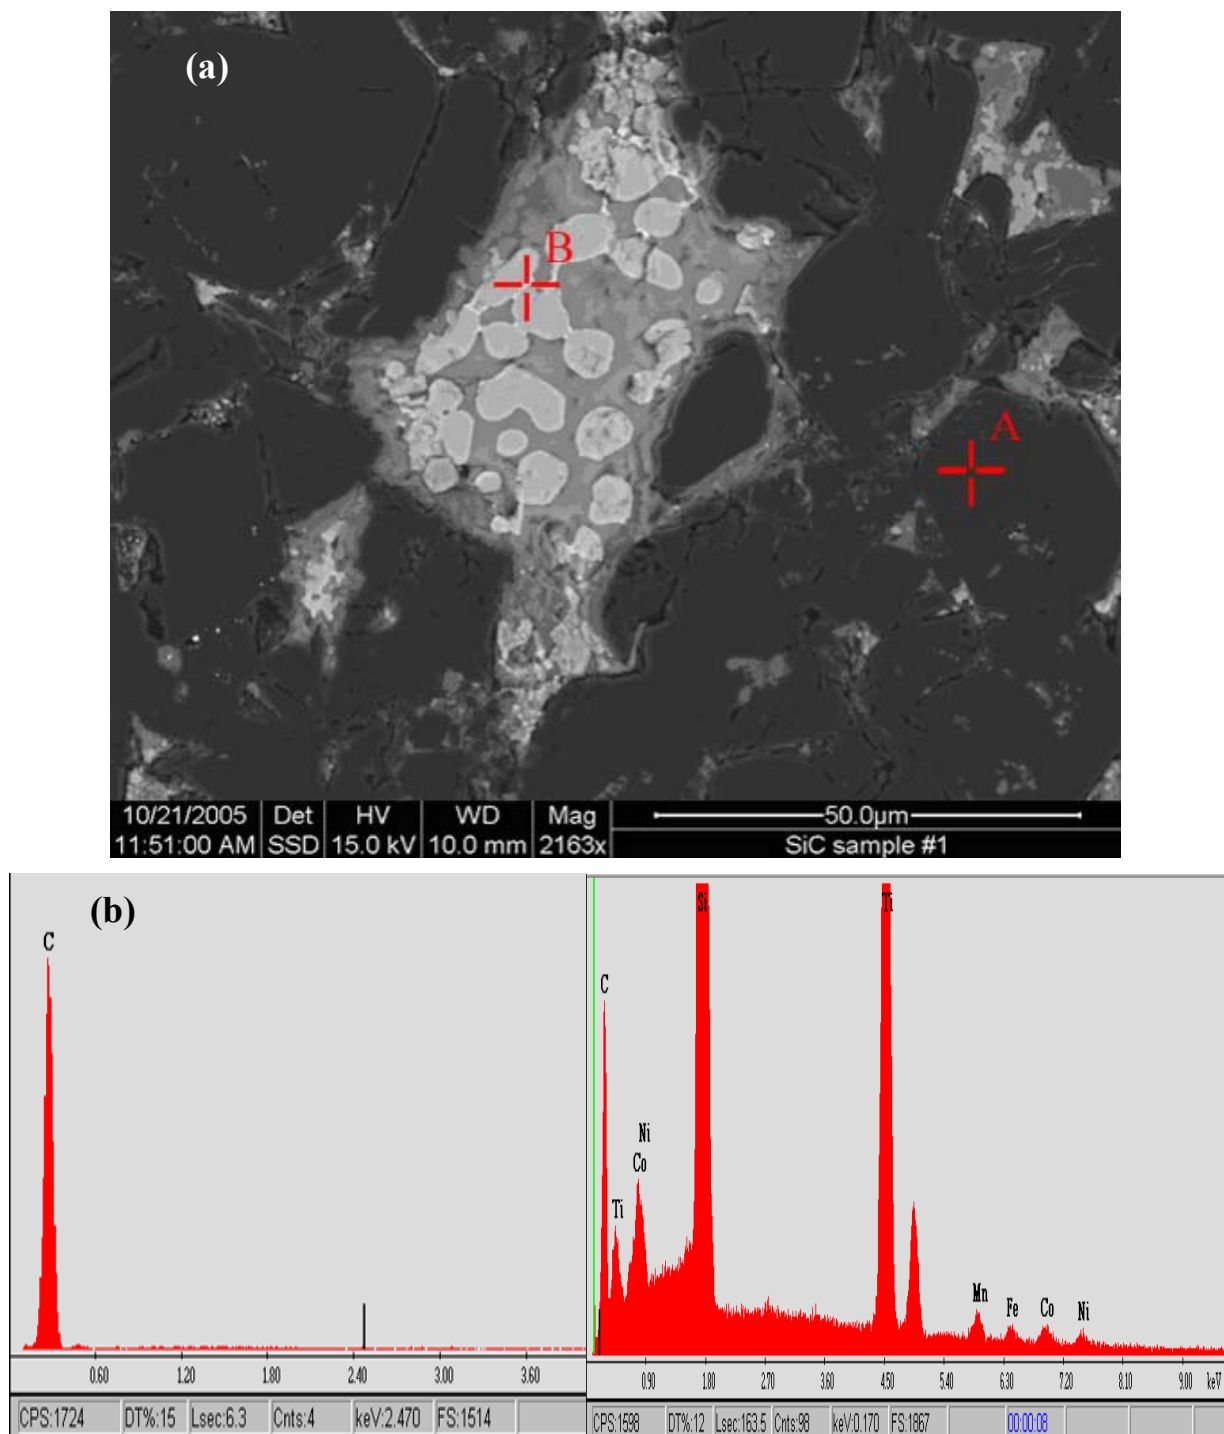 (a)
B
A
10/21/2005 Det HV WD Mag 50.0µm
11:51:00 AM SSD 15.0 kV 10.0 mm 2163x SiC sample #1
(b)
C
0.60 1.20 1.80 2.40 3.00 3.60
CPS:1724 DT%:15 Lsec:6.3 Cnts:4 keV:2.470 FS:1514
Si Ti
C
Ni
Co
Ti
Mn Fe Co Ni
0.90 1.80 2.70 3.60 4.50 5.40 6.30 7.20 8.10 9.00 keV
CPS:1598 DT%:12 Lsec:163.5 Cnts:98 keV:0.170 FS:1867 00:00:08